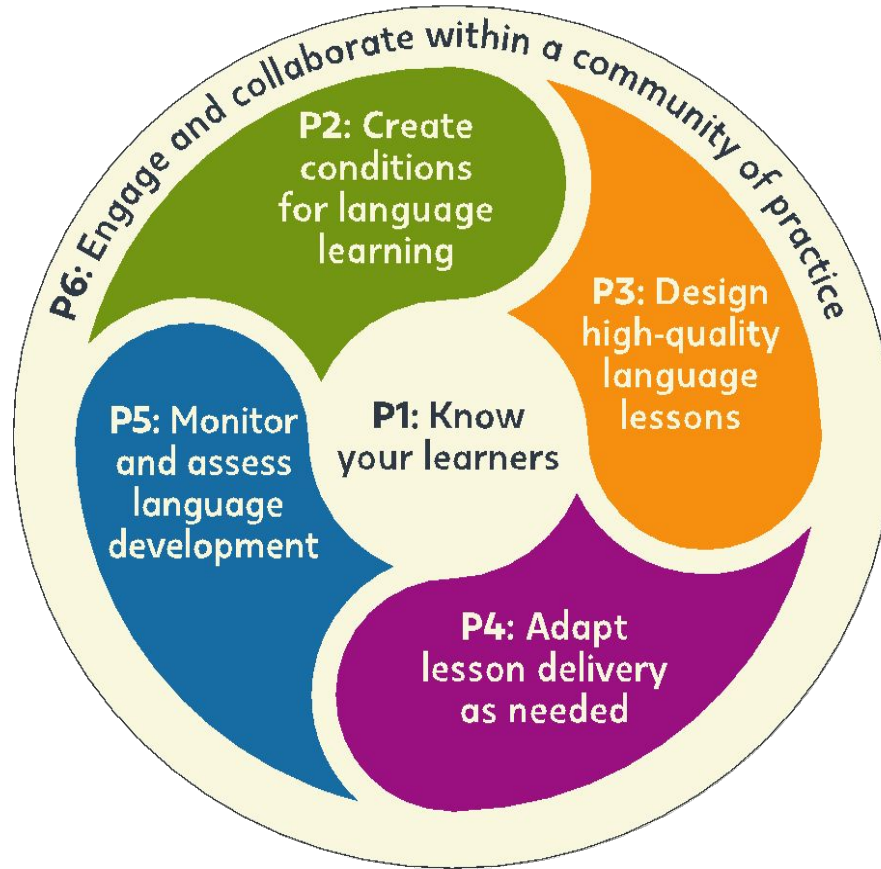 P6: Engage and collaborate within a community of practice
P2: Create
conditions
for language
learning
P3: Design
high-quality
language
lessons
P1: Know
your learners
P5: Monitor
and assess
language
development
P4: Adapt
lesson delivery
as needed